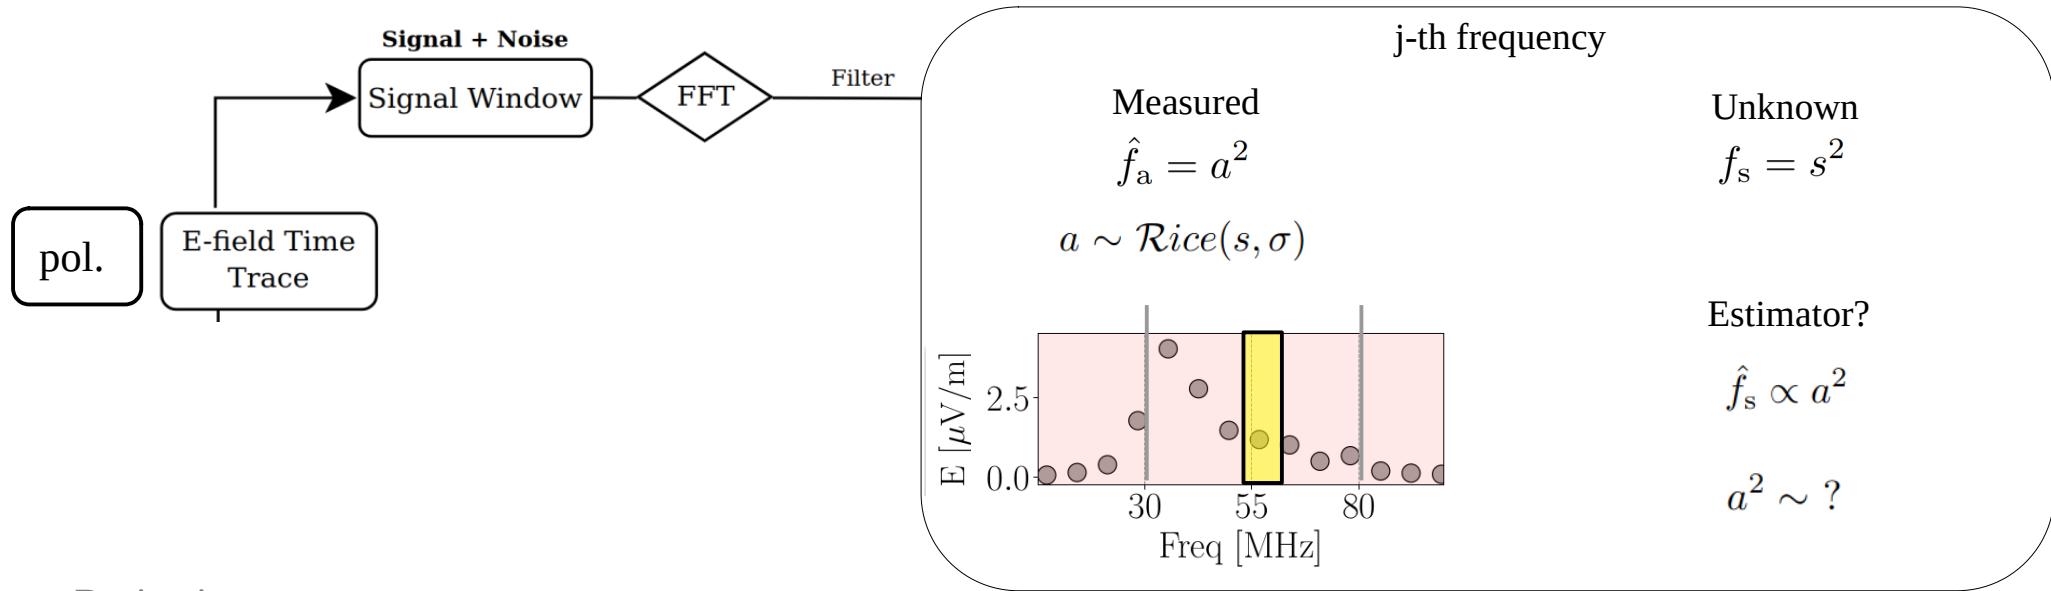 Signal + Noise
Signal Window
FFT
Filter
pol.
E-field Time
Trace
j-th frequency
Measured
f̂ₐ = a²
a ∼ Rice(s, σ)
Unknown
fₛ = s²
Estimator?
f̂ₛ ∝ a²
a² ∼ ?
E [μV/m]
2.5
0.0
30 55 80
Freq [MHz]